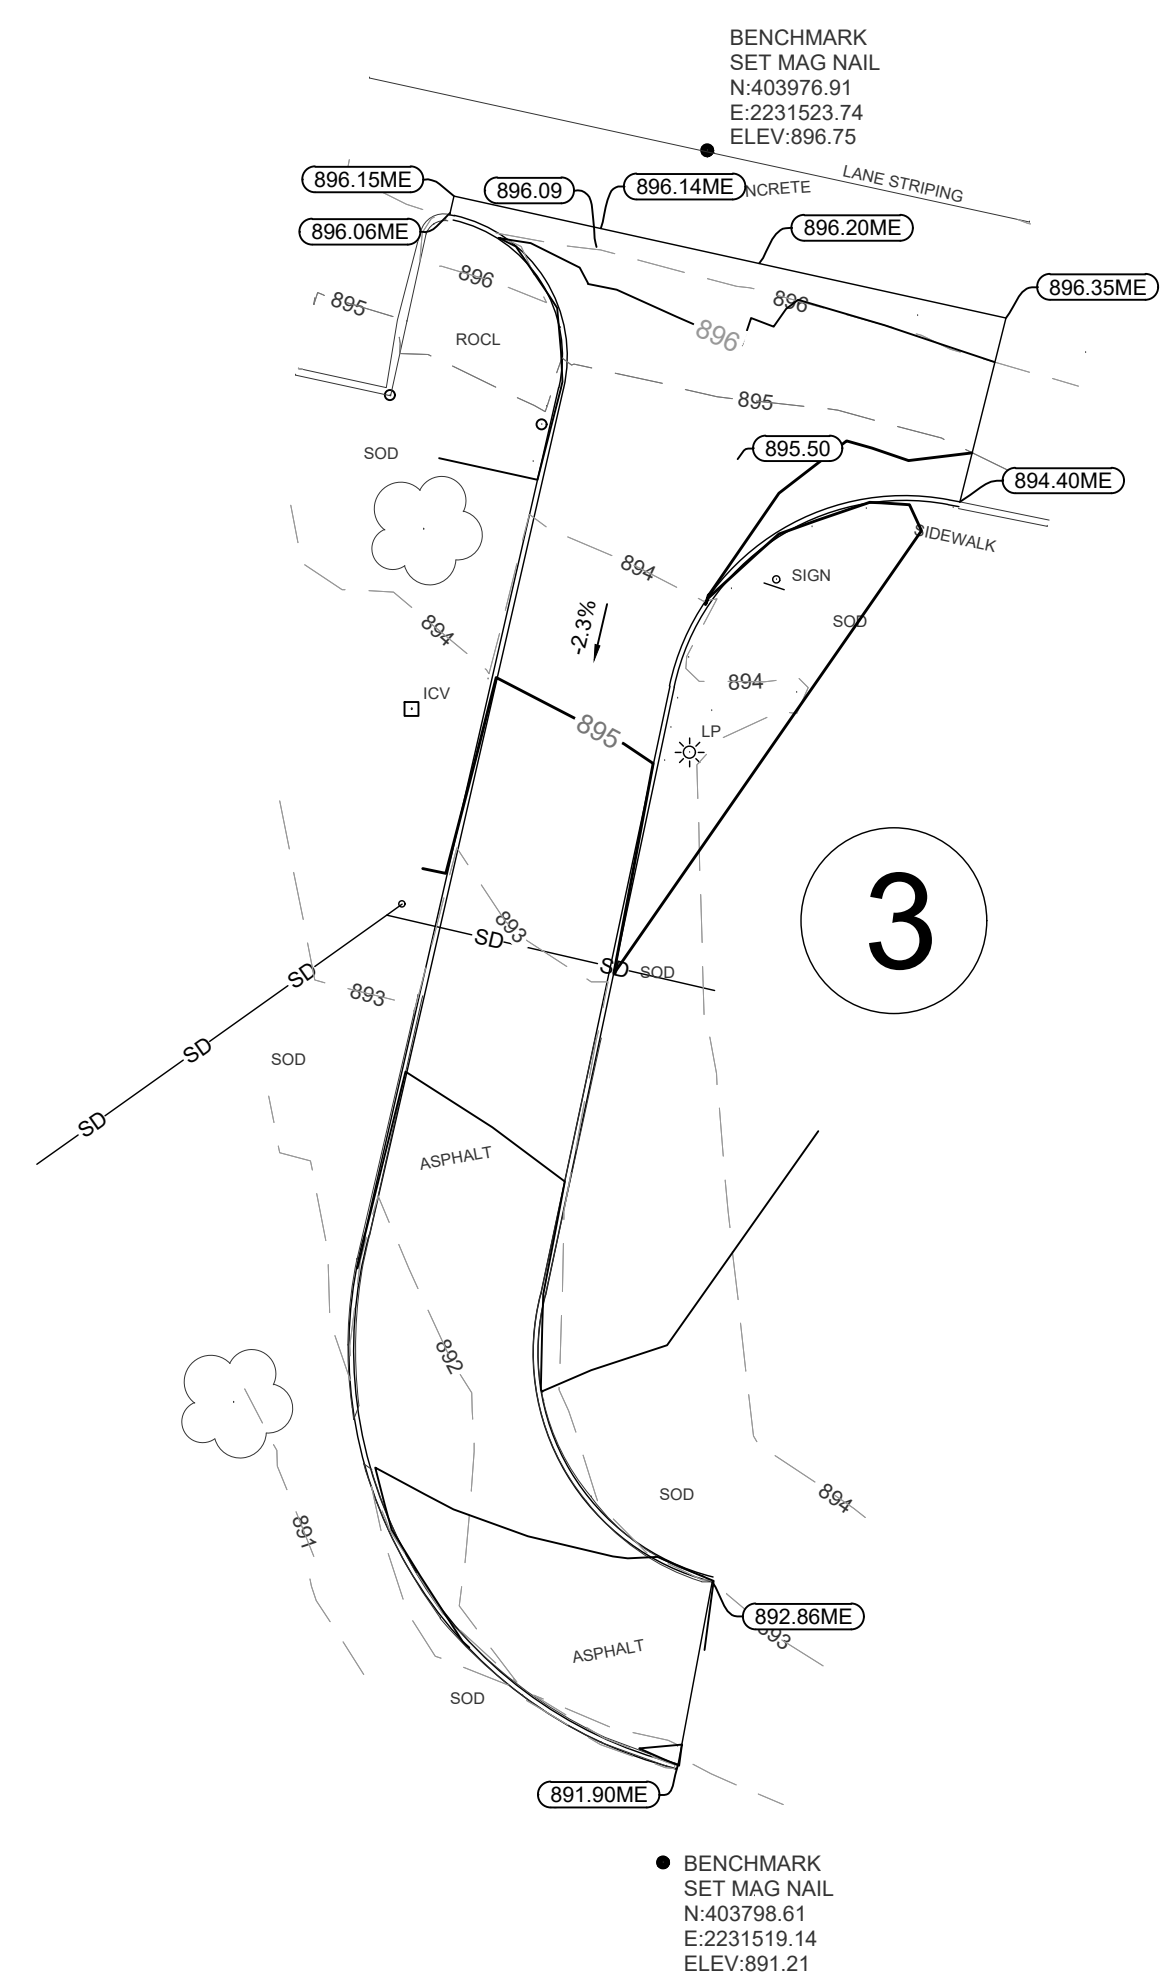 BENCHMARK
SET MAG NAIL
N:403976.91
E:2231523.74
ELEV:896.75
896.15ME
896.09
896.14ME
NCRETE
LANE STRIPING
896.06ME
896.20ME
896
895
896
896.35ME
ROCL
896
895
SOD
895.50
894.40ME
SIDEWALK
894
SIGN
894
-2.3%
SOD
894
ICV
895
LP
3
893
SD
SD
SOD
SD
893
SD
SOD
SD
ASPHALT
892
SOD
894
891
892.86ME
893
ASPHALT
SOD
891.90ME
BENCHMARK
SET MAG NAIL
N:403798.61
E:2231519.14
ELEV:891.21